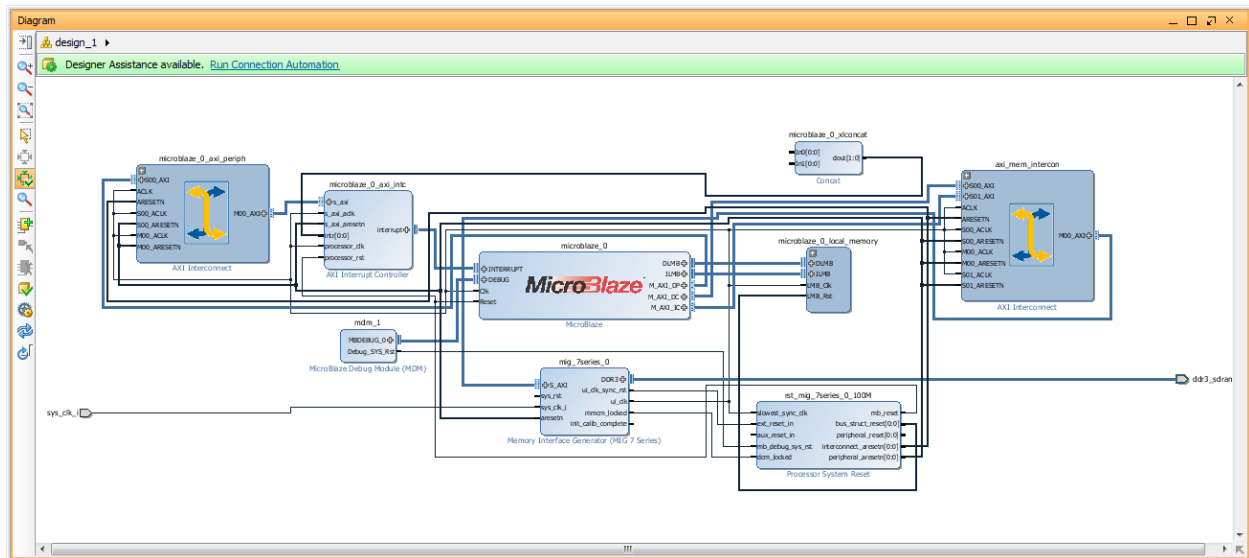 Diagram
design_1
Designer Assistance available. Run Connection Automation
microblaze_0_xlconcat
In0[0:0]
In1[0:0]
dout[1:0]
Concat
microblaze_0_axi_periph
S00_AXI
ACLK
ARESETN
S00_ACLK
S00_ARESETN
M00_ACLK
M00_ARESETN
M00_AXI
AXI Interconnect
microblaze_0_axi_intc
s_axi
s_axi_aclk
s_axi_aresetn
intr[0:0]
processor_clk
processor_rst
interrupt
AXI Interrupt Controller
axi_mem_intercon
S00_AXI
S01_AXI
ACLK
ARESETN
S00_ACLK
S00_ARESETN
M00_ACLK
M00_ARESETN
S01_ACLK
S01_ARESETN
M00_AXI
AXI Interconnect
microblaze_0
INTERRUPT
DEBUG
Clk
Reset
MicroBlaze
DLMB
ILMB
M_AXI_DP
M_AXI_DC
M_AXI_IC
MicroBlaze
microblaze_0_local_memory
DLMB
ILMB
LMB_Clk
LMB_Rst
mdm_1
MBDEBUG_0
Debug_SYS_Rst
MicroBlaze Debug Module (MDM)
mig_7series_0
S_AXI
sys_rst
sys_clk_i
aresetn
DDR3
ui_clk_sync_rst
ui_clk
mmcm_locked
init_calib_complete
Memory Interface Generator (MIG 7 Series)
ddr3_sdram
sys_clk_i
rst_mig_7series_0_100M
slowest_sync_clk
ext_reset_in
aux_reset_in
mb_debug_sys_rst
dcm_locked
mb_reset
bus_struct_reset[0:0]
peripheral_reset[0:0]
interconnect_aresetn[0:0]
peripheral_aresetn[0:0]
Processor System Reset